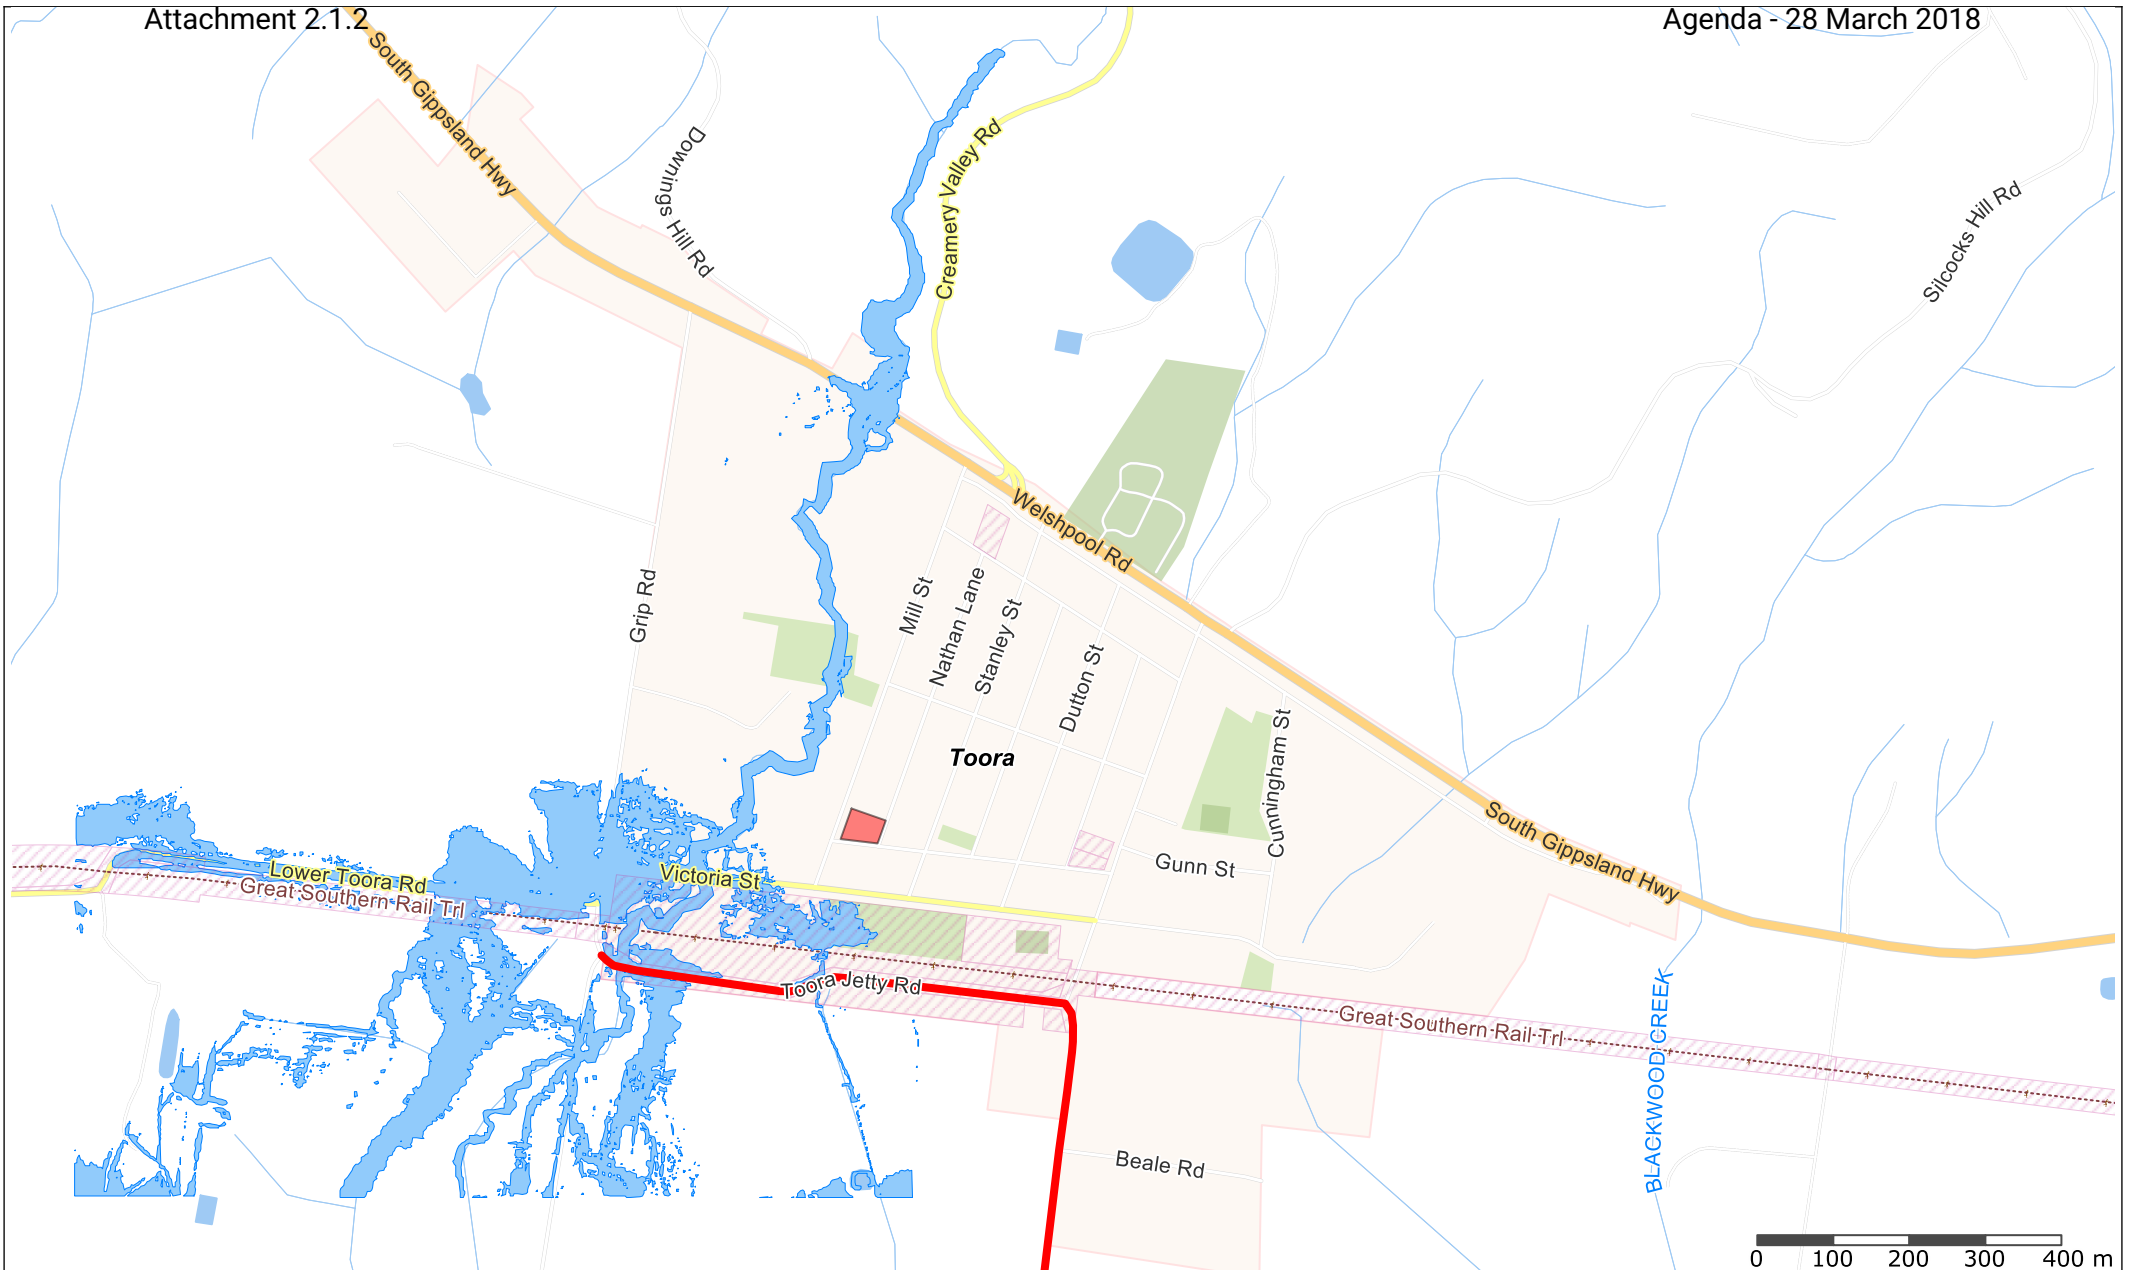 Attachment 2.1.2
Agenda - 28 March 2018
South Gippsland Hwy
Downings Hill Rd
Creamery Valley Rd
Silcocks Hill Rd
Welshpool Rd
Grip Rd
Mill St
Nathan Lane
Stanley St
Dutton St
Cunningham St
Toora
South Gippsland Hwy
Gunn St
Lower Toora Rd
Victoria St
Great Southern Rail Trl
Toora Jetty Rd
Great Southern Rail Trl
BLACKWOOD CREEK
Beale Rd
0 100 200 300 400 m